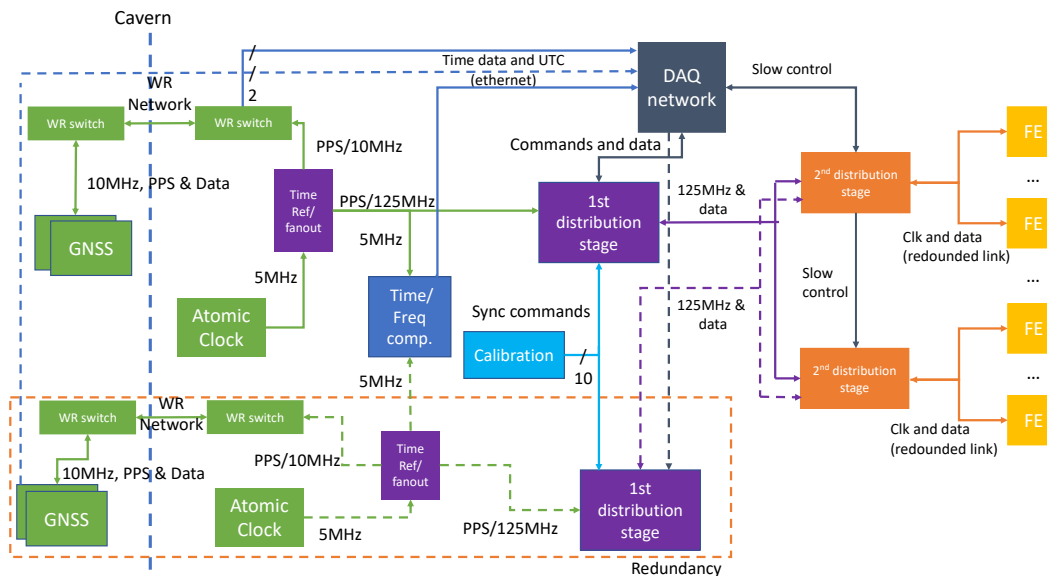 Cavern
/
/
2
Time data and UTC
(ethernet)
DAQ
network
Slow control
WR
Network
WR switch
WR switch
FE
...
FE
PPS/10MHz
Commands and data
10MHz, PPS & Data
Time
Ref/
fanout
PPS/125MHz
1st
distribution
stage
125MHz &
data
2nd distribution
stage
GNSS
5MHz
5MHz
Clk and data
(redounded link)
...
Atomic
Clock
Time/
Freq
comp.
Sync commands
125MHz &
data
Slow
control
FE
...
FE
Calibration
/
10
2nd distribution
stage
5MHz
WR switch
WR
Network
WR switch
Clk and data
(redounded link)
10MHz, PPS & Data
PPS/10MHz
Time
Ref/
fanout
GNSS
Atomic
Clock
5MHz
PPS/125MHz
1st
distribution
stage
Redundancy